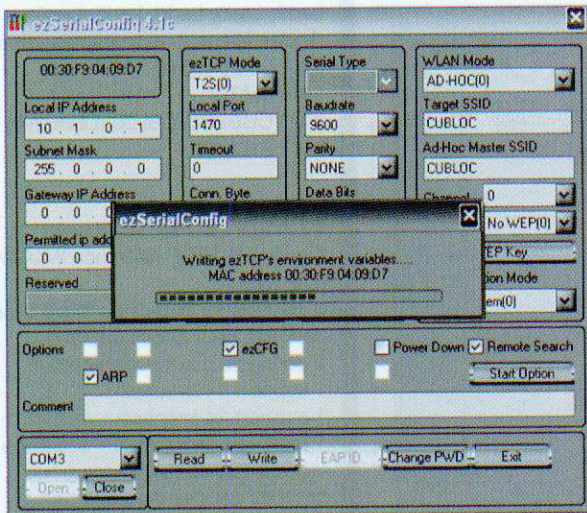 ezSerialConfig 4.1c
00:30:F9:04:09:D7
Local IP Address
10 . 1 . 0 . 1
Subnet Mask
255 . 0 . 0 . 0
Gateway IP Address
0 . 0 . 0
Permitted ip add
0 . 0 . 0
Reserved
ezTCP Mode
T2S(0)
Local Port
1470
Timeout
0
Conn. Byte
Serial Type
Baudrate
9600
Parity
NONE
Data Bits
WLAN Mode
AD-HOC(0)
Target SSID
CUBLOC
Ad-Hoc Master SSID
CUBLOC
Channel 0
No WEP(0)
EP Key
ion Mode
em(0)
ezSerialConfig
Writting ezTCP's environment variables.....
MAC address 00:30:F9:04:09:D7
Options ezCFG Power Down Remote Search
ARP Start Option
Comment
COM3 Read Write EAP ID Change PWD Exit
Open Close